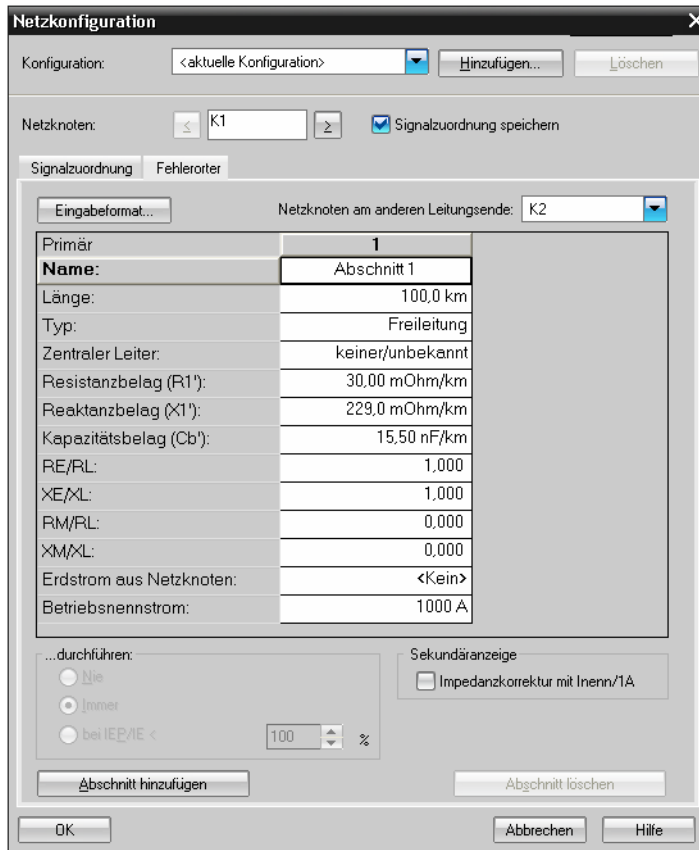 Netzkonfiguration
Konfiguration: <aktuelle Konfiguration> Hinzufügen... Löschen
Netzknoten: < K1 > Signalzuordnung speichern
Signalzuordnung Fehlerorter
Eingabeformat... Netzknoten am anderen Leitungsende: K2
Primär 1
Name: Abschnitt 1
Länge: 100,0 km
Typ: Freileitung
Zentraler Leiter: keiner/unbekannt
Resistanzbelag (R1'): 30,00 mOhm/km
Reaktanzbelag (X1'): 229,0 mOhm/km
Kapazitätsbelag (Cb'): 15,50 nF/km
RE/RL: 1,000
XE/XL: 1,000
RM/RL: 0,000
XM/XL: 0,000
Erdstrom aus Netzknoten: <Kein>
Betriebsnennstrom: 1000 A
...durchführen: Sekundäranzeige
Nie Impedanzkorrektur mit Inenn/1A
Immer
bei IEP/IE < 100 %
Abschnitt hinzufügen Abschnitt löschen
OK Abbrechen Hilfe